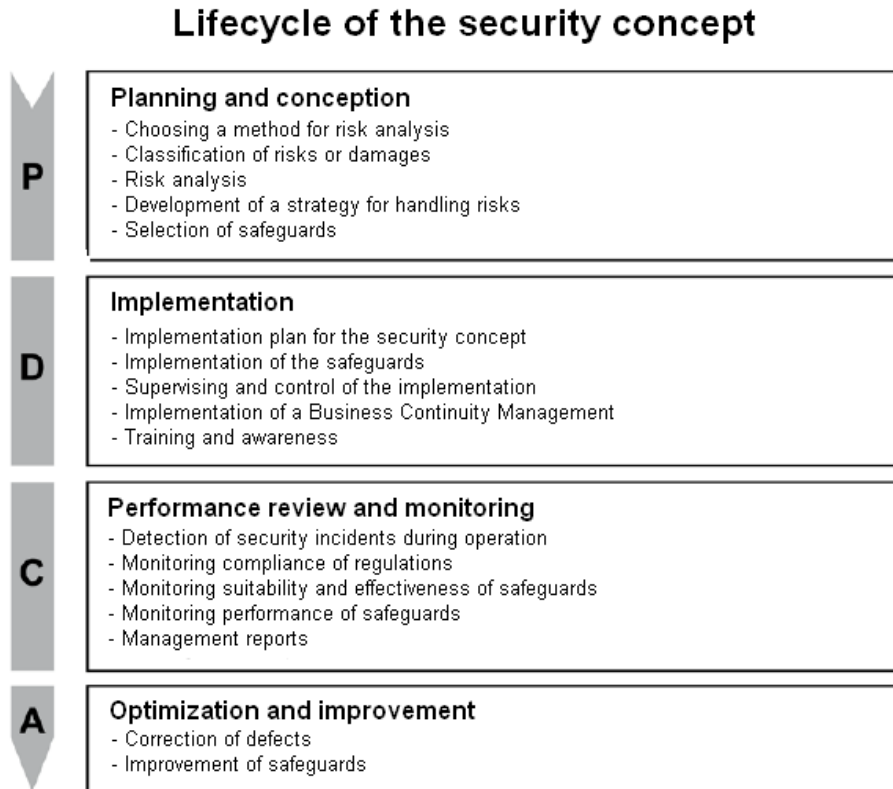 Lifecycle of the security concept
P
Planning and conception
- Choosing a method for risk analysis
- Classification of risks or damages
- Risk analysis
- Development of a strategy for handling risks
- Selection of safeguards
D
Implementation
- Implementation plan for the security concept
- Implementation of the safeguards
- Supervising and control of the implementation
- Implementation of a Business Continuity Management
- Training and awareness
C
Performance review and monitoring
- Detection of security incidents during operation
- Monitoring compliance of regulations
- Monitoring suitability and effectiveness of safeguards
- Monitoring performance of safeguards
- Management reports
A
Optimization and improvement
- Correction of defects
- Improvement of safeguards